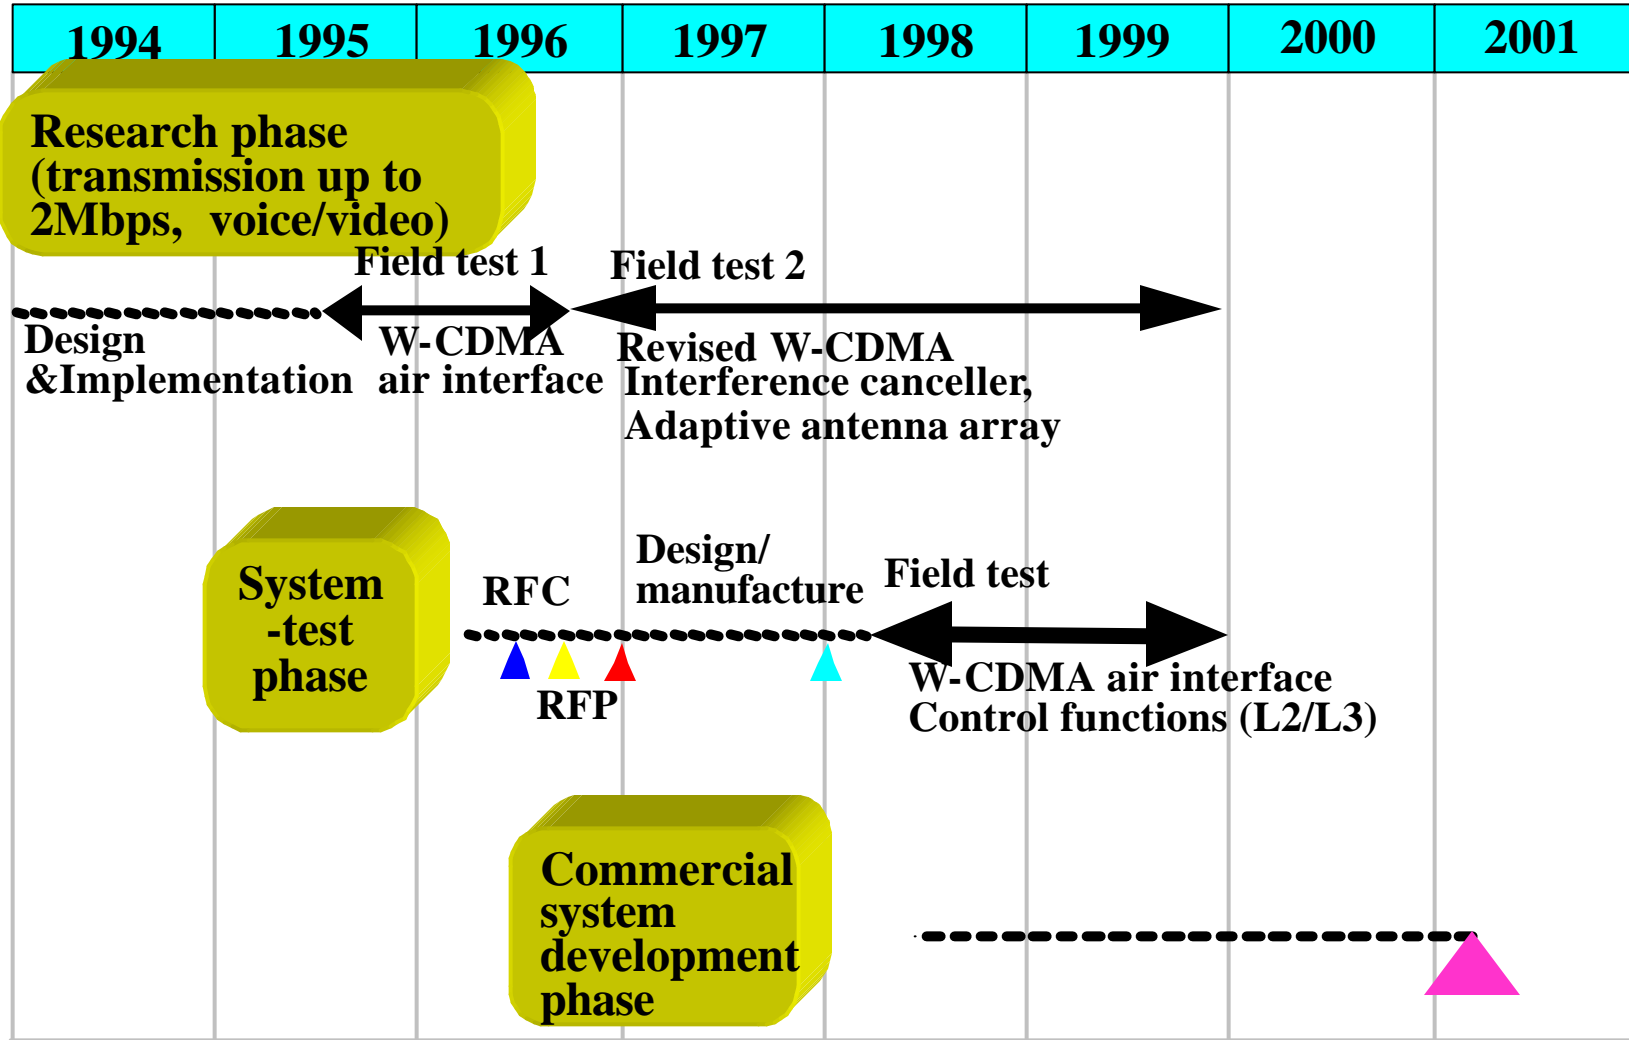 1994 1995 1996 1997 1998 1999 2000 2001
Research phase
(transmission up to
2Mbps, voice/video)
Field test 1
Field test 2
Design
&Implementation
W-CDMA
air interface
Revised W-CDMA
Interference canceller,
Adaptive antenna array
System
-test
phase
RFC
RFP
Design/
manufacture
Field test
W-CDMA air interface
Control functions (L2/L3)
Commercial
system
development
phase